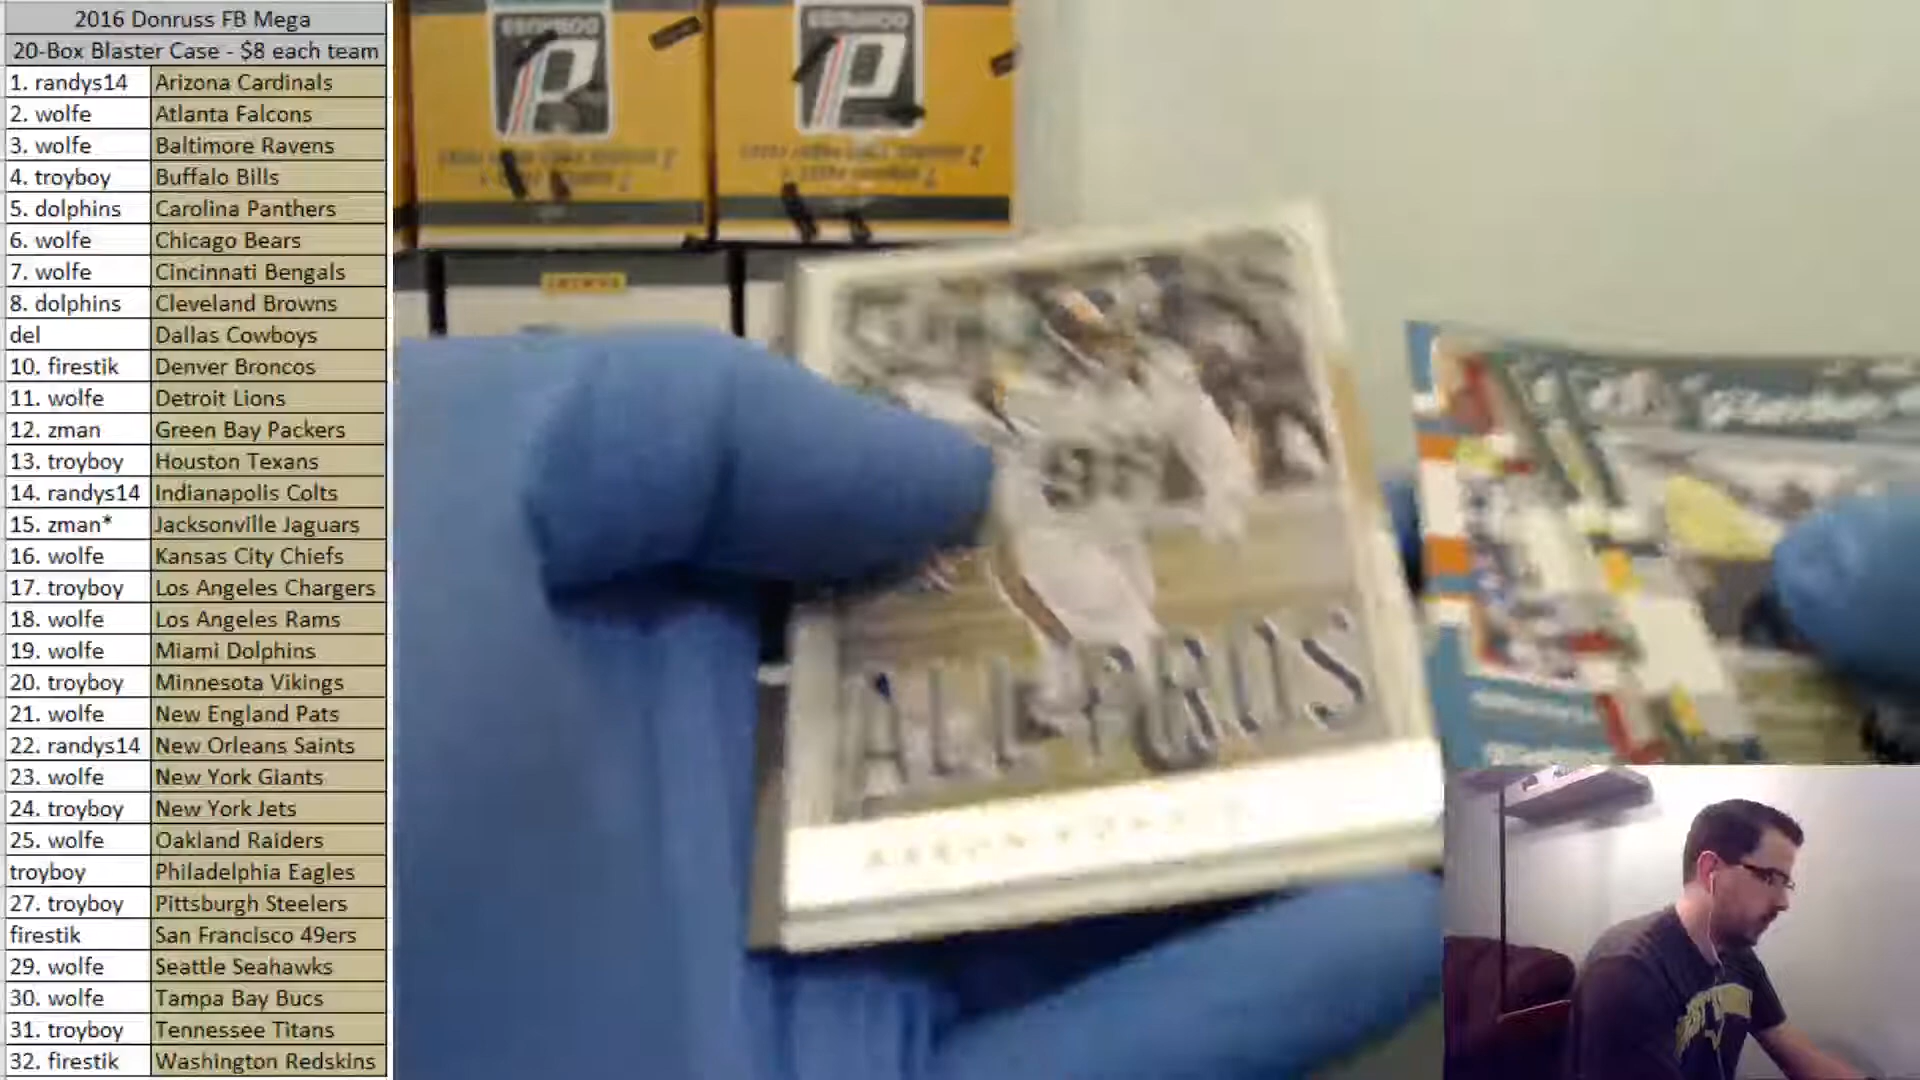 2016 Donruss FB Mega
20-Box Blaster Case - $8 each team
1. randys14 Arizona Cardinals
2. wolfe Atlanta Falcons
3. wolfe Baltimore Ravens
4. troyboy Buffalo Bills
5. dolphins Carolina Panthers
6. wolfe Chicago Bears
7. wolfe Cincinnati Bengals
8. dolphins Cleveland Browns
del Dallas Cowboys
10. firestik Denver Broncos
11. wolfe Detroit Lions
12. zman Green Bay Packers
13. troyboy Houston Texans
14. randys14 Indianapolis Colts
15. zman* Jacksonville Jaguars
16. wolfe Kansas City Chiefs
17. troyboy Los Angeles Chargers
18. wolfe Los Angeles Rams
19. wolfe Miami Dolphins
20. troyboy Minnesota Vikings
21. wolfe New England Pats
22. randys14 New Orleans Saints
23. wolfe New York Giants
24. troyboy New York Jets
25. wolfe Oakland Raiders
troyboy Philadelphia Eagles
27. troyboy Pittsburgh Steelers
firestik San Francisco 49ers
29. wolfe Seattle Seahawks
30. wolfe Tampa Bay Bucs
31. troyboy Tennessee Titans
32. firestik Washington Redskins
DONRUSS
DONRUSS
ALL-PROS
AARON